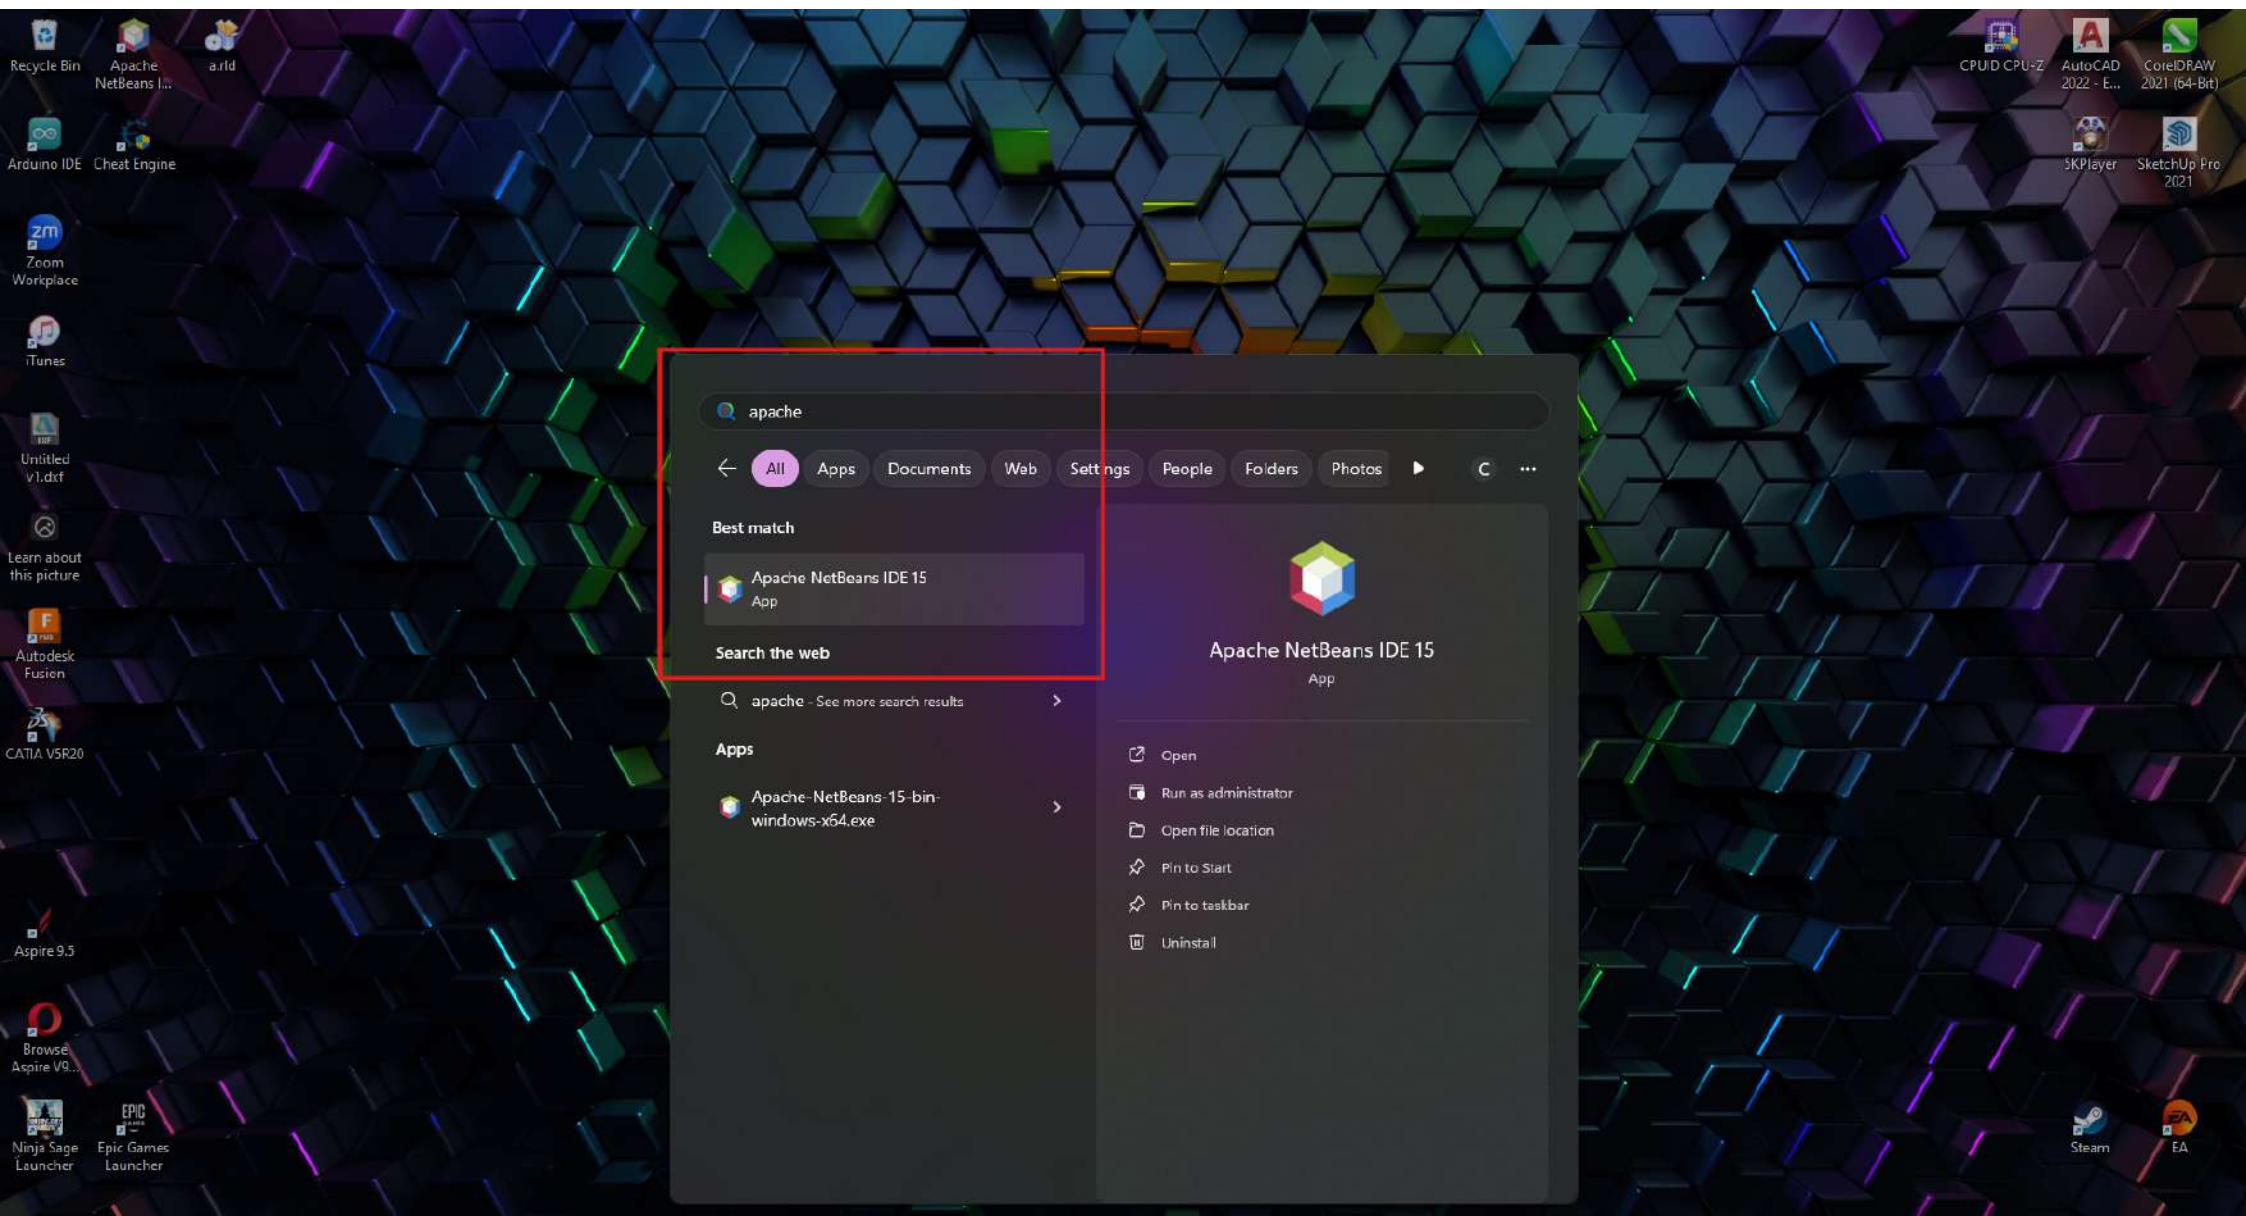 Recycle Bin
Apache
NetBeans I...
a.rld
CPUID CPU-Z
AutoCAD
2022 - E...
CorelDRAW
2021 (64-Bit)
Arduino IDE
Cheat Engine
5KPlayer
SketchUp Pro
2021
zm
Zoom
Workplace
iTunes
Untitled
v1.dxf
Learn about
this picture
Autodesk
Fusion
CATIA V5R20
Aspire 9.5
Browse
Aspire V9...
Ninja Sage
Launcher
EPIC
GAMES
Epic Games
Launcher
Steam
EA
EA
apache
All
Apps
Documents
Web
Settings
People
Folders
Photos
C
Best match
Apache NetBeans IDE 15
App
Search the web
apache - See more search results
Apps
Apache-NetBeans-15-bin-
windows-x64.exe
Apache NetBeans IDE 15
App
Open
Run as administrator
Open file location
Pin to Start
Pin to taskbar
Uninstall